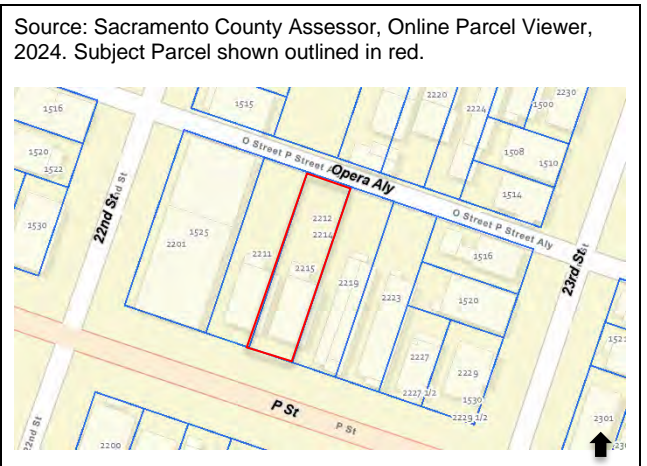 Source: Sacramento County Assessor, Online Parcel Viewer,
2024. Subject Parcel shown outlined in red.
1516
1515
2220
2224
2230
1500
1520
1522
1508
1510
1514
1530
O Street P Street
Opera Aly
O Street P Street Aly
22nd St
2201
1525
2211
2212
2214
2215
2219
2223
1516
1520
23rd St
2227
2229
2227 1/2
1530
2229 1/2
P St
P St
22nd St
2200
2301